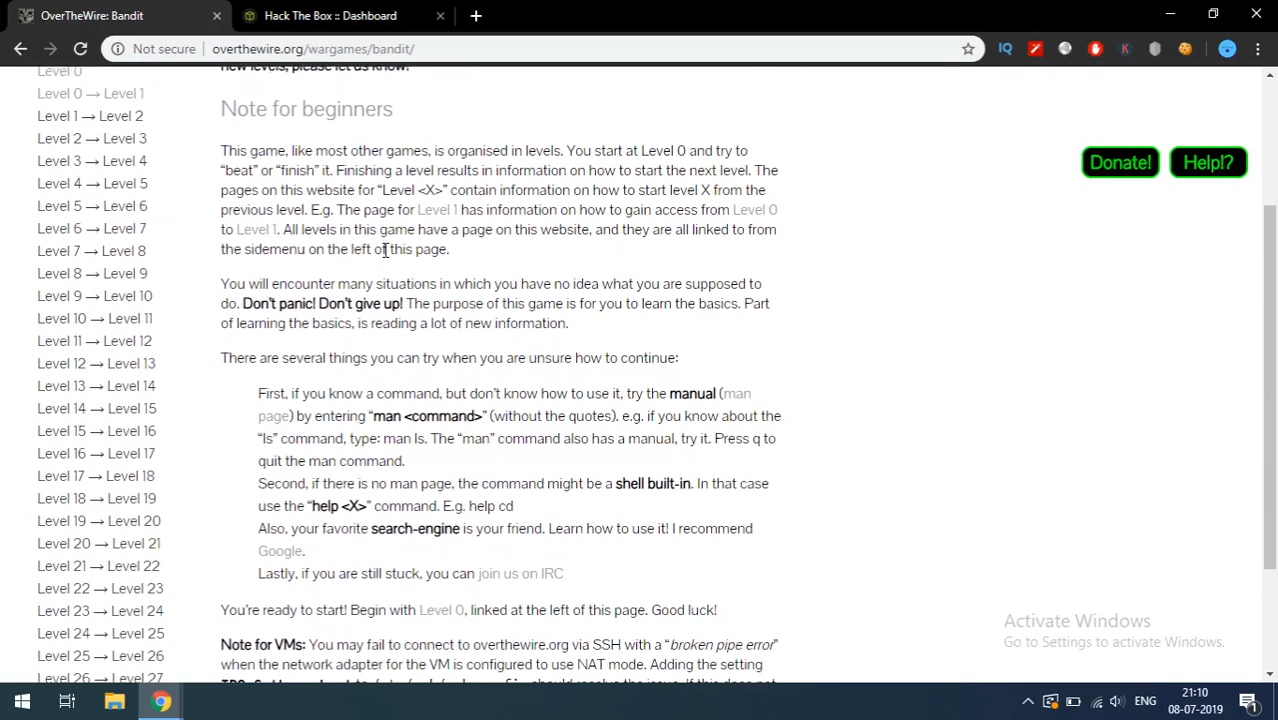 OverTheWire: Bandit
Hack The Box :: Dashboard
Not secure
overthewire.org/wargames/bandit/
IQ
K
Level 0
Level 0 → Level 1
Level 1 → Level 2
Level 2 → Level 3
Level 3 → Level 4
Level 4 → Level 5
Level 5 → Level 6
Level 6 → Level 7
Level 7 → Level 8
Level 8 → Level 9
Level 9 → Level 10
Level 10 → Level 11
Level 11 → Level 12
Level 12 → Level 13
Level 13 → Level 14
Level 14 → Level 15
Level 15 → Level 16
Level 16 → Level 17
Level 17 → Level 18
Level 18 → Level 19
Level 19 → Level 20
Level 20 → Level 21
Level 21 → Level 22
Level 22 → Level 23
Level 23 → Level 24
Level 24 → Level 25
Level 25 → Level 26
Level 26 → Level 27
new levels, please let us know!
Note for beginners
This game, like most other games, is organised in levels. You start at Level 0 and try to
“beat” or “finish” it. Finishing a level results in information on how to start the next level. The
pages on this website for “Level <X>” contain information on how to start level X from the
previous level. E.g. The page for Level 1 has information on how to gain access from Level 0
to Level 1. All levels in this game have a page on this website, and they are all linked to from
the sidemenu on the left of this page.
You will encounter many situations in which you have no idea what you are supposed to
do. Don’t panic! Don’t give up! The purpose of this game is for you to learn the basics. Part
of learning the basics, is reading a lot of new information.
There are several things you can try when you are unsure how to continue:
First, if you know a command, but don’t know how to use it, try the manual (man
page) by entering “man <command>” (without the quotes). e.g. if you know about the
“ls” command, type: man ls. The “man” command also has a manual, try it. Press q to
quit the man command.
Second, if there is no man page, the command might be a shell built-in. In that case
use the “help <X>” command. E.g. help cd
Also, your favorite search-engine is your friend. Learn how to use it! I recommend
Google.
Lastly, if you are still stuck, you can join us on IRC
You’re ready to start! Begin with Level 0, linked at the left of this page. Good luck!
Note for VMs: You may fail to connect to overthewire.org via SSH with a “broken pipe error”
when the network adapter for the VM is configured to use NAT mode. Adding the setting
Donate!
Help!?
Activate Windows
Go to Settings to activate Windows.
ENG
21:10
08-07-2019
1